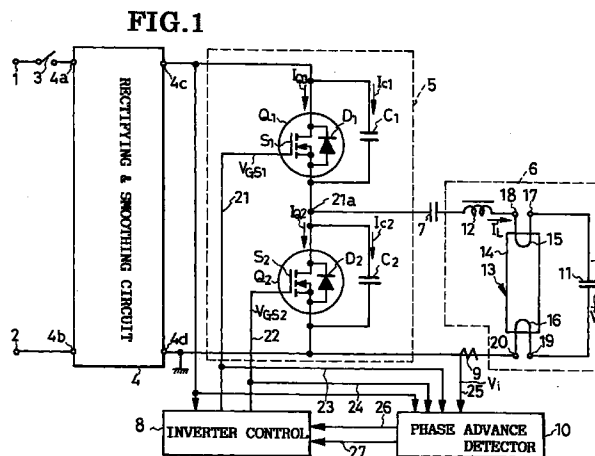 FIG.1
1
3
4a
4c
RECTIFYING & SMOOTHING CIRCUIT
4
2
4b
4d
5
IQ1
Ic1
Q1
D1
C1
S1
VGS1
21
21a
IQ2
Ic2
S2
D2
Q2
C2
VGS2
22
6
7
12
18
17
IL
14
15
13
11
16
20
19
9
25
Vi
23
24
26
27
8
INVERTER CONTROL
PHASE ADVANCE DETECTOR
10